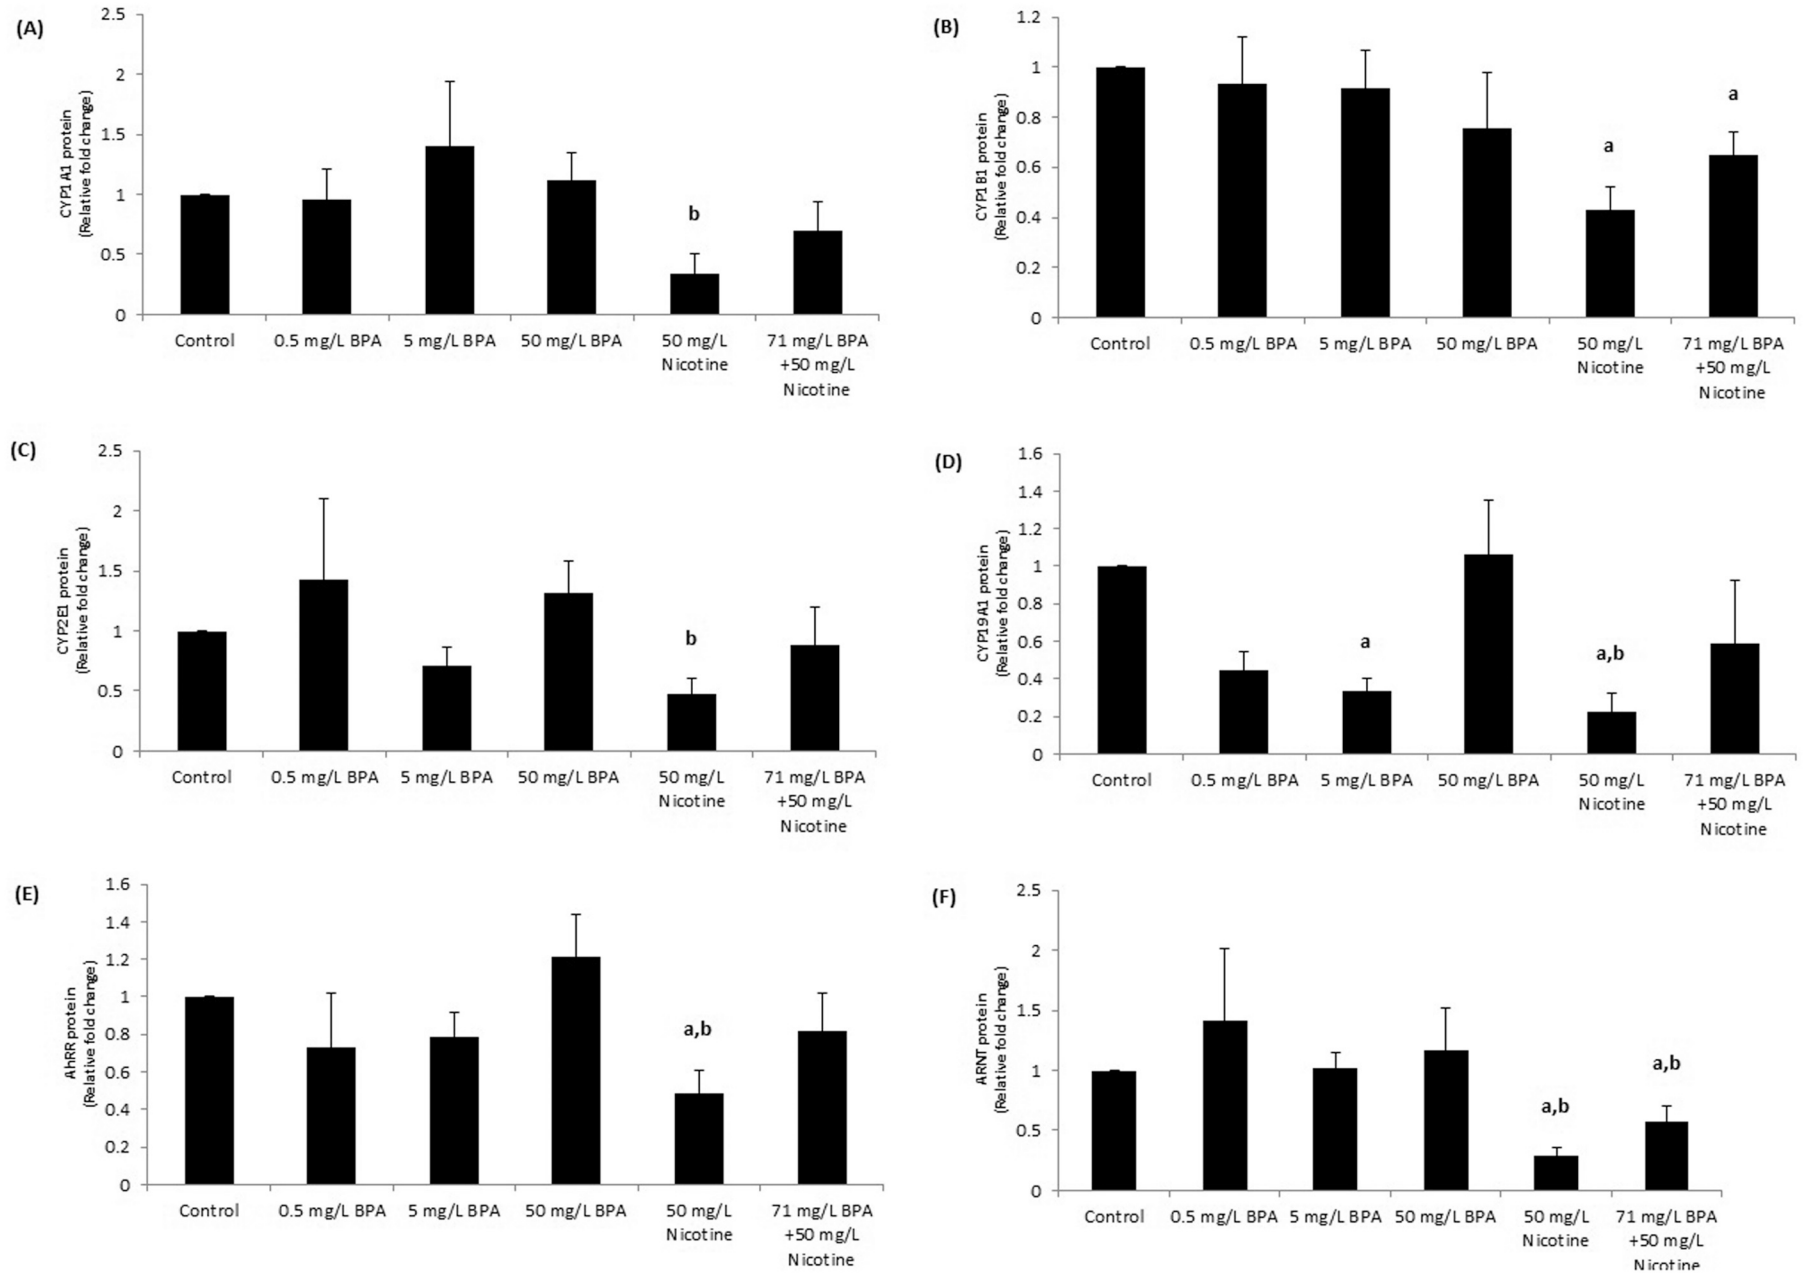 (A)
CYP1A1 protein
(Relative fold change)
2.5
2
1.5
1
0.5
0
b
Control 0.5 mg/L BPA 5 mg/L BPA 50 mg/L BPA 50 mg/L 71 mg/L BPA
Nicotine +50 mg/L
Nicotine
(B)
CYP1B1 protein
(Relative fold change)
1.2
1
0.8
0.6
0.4
0.2
0
a
a
Control 0.5 mg/L BPA 5 mg/L BPA 50 mg/L BPA 50 mg/L 71 mg/L BPA
Nicotine +50 mg/L
Nicotine
(C)
CYP2E1 protein
(Relative fold change)
2.5
2
1.5
1
0.5
0
b
Control 0.5 mg/L BPA 5 mg/L BPA 50 mg/L BPA 50 mg/L 71 mg/L BPA
Nicotine +50 mg/L
Nicotine
(D)
CYP19A1 protein
(Relative fold change)
1.6
1.4
1.2
1
0.8
0.6
0.4
0.2
0
a
a,b
Control 0.5 mg/L BPA 5 mg/L BPA 50 mg/L BPA 50 mg/L 71 mg/L BPA
Nicotine +50 mg/L
Nicotine
(E)
AhRR protein
(Relative fold change)
1.6
1.4
1.2
1
0.8
0.6
0.4
0.2
0
a,b
Control 0.5 mg/L BPA 5 mg/L BPA 50 mg/L BPA 50 mg/L 71 mg/L BPA
Nicotine +50 mg/L
Nicotine
(F)
ARNT protein
(Relative fold change)
2.5
2
1.5
1
0.5
0
a,b
a,b
Control 0.5 mg/L BPA 5 mg/L BPA 50 mg/L BPA 50 mg/L 71 mg/L BPA
Nicotine +50 mg/L
Nicotine